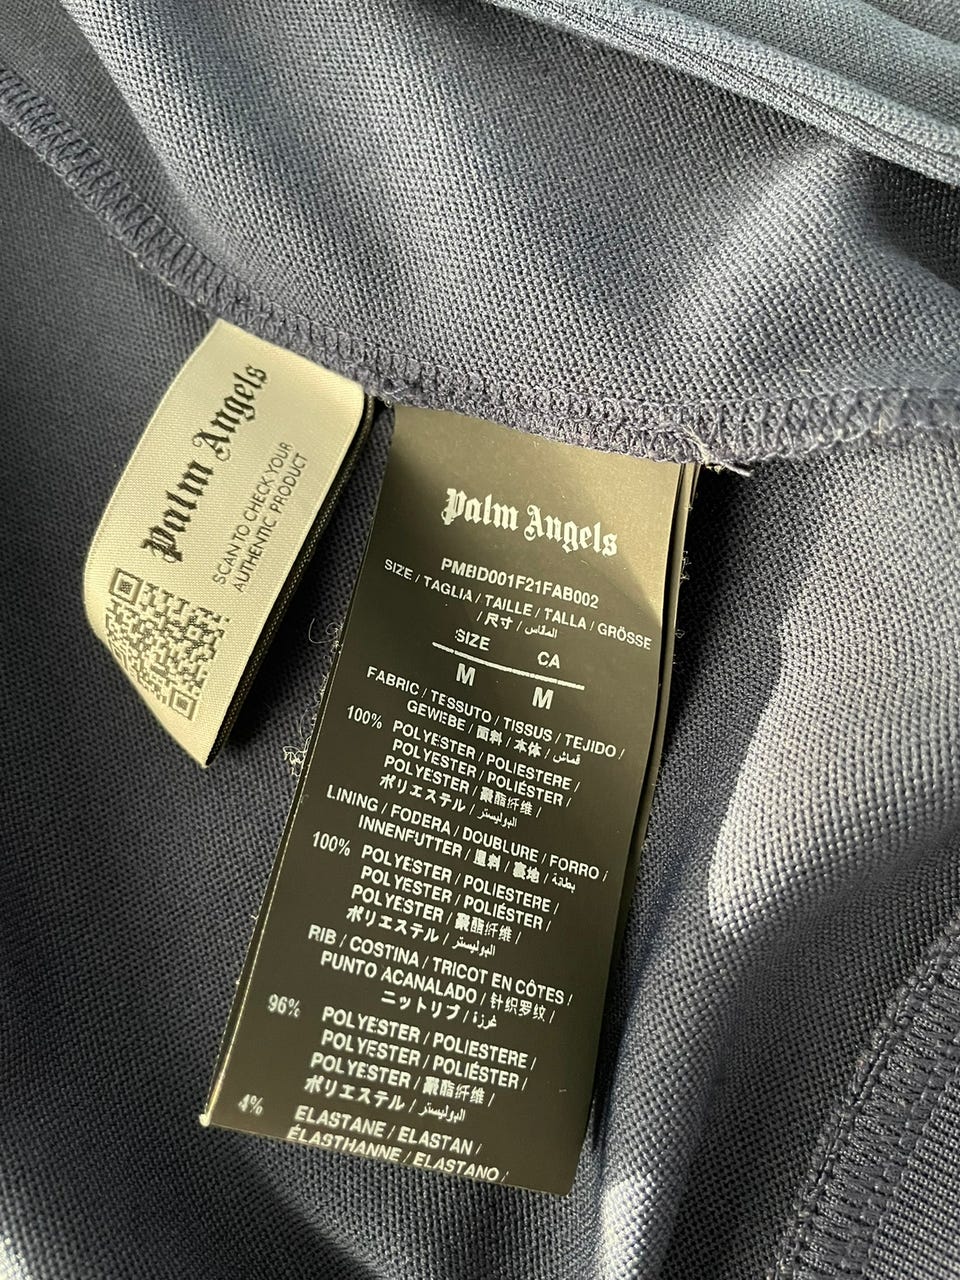 Palm Angels
SCAN TO CHECK YOUR
AUTHENTIC PRODUCT
Palm Angels
PMBD001F21FAB002
SIZE / TAGLIA / TAILLE / TALLA / GRÖSSE
/ 尺寸 / المقاس
SIZE CA
M M
FABRIC / TESSUTO / TISSUS / TEJIDO /
GEWEBE / 面料 / 本体 / قماش
100% POLYESTER / POLIESTERE /
POLYESTER / POLIÉSTER /
POLYESTER / 聚酯纤维 /
ポリエステル / البوليستر
LINING / FODERA / DOUBLURE / FORRO /
INNENFUTTER / 里料 / 裏地 / بطنة
100% POLYESTER / POLIESTERE /
POLYESTER / POLIÉSTER /
POLYESTER / 聚酯纤维 /
ポリエステル / البوليستر
RIB / COSTINA / TRICOT EN CÔTES /
PUNTO ACANALADO / 针织罗纹 /
ニットリブ / غرزة
96% POLYESTER / POLIESTERE /
POLYESTER / POLIÉSTER /
POLYESTER / 聚酯纤维 /
ポリエステル / البوليستر
4% ELASTANE / ELASTAN /
ÉLASTHANNE / ELASTANO /